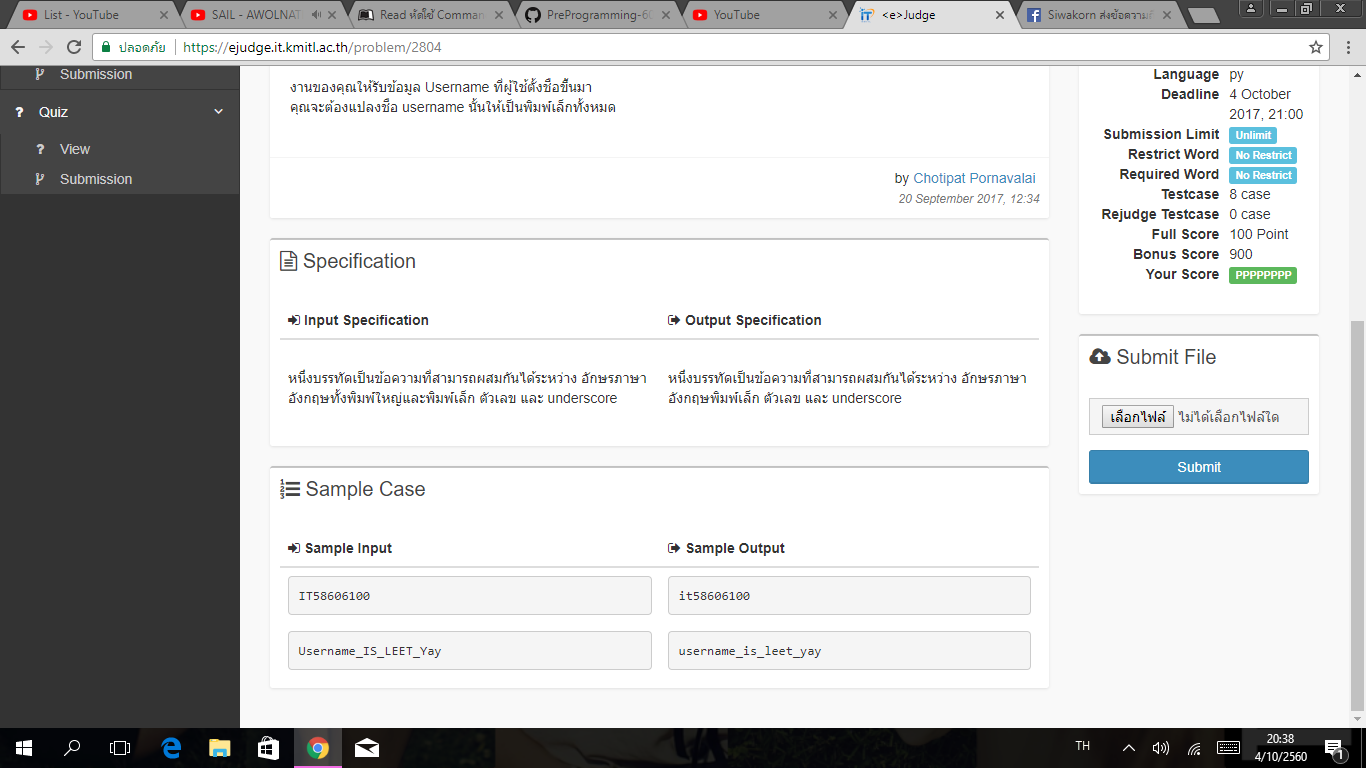 List - YouTube
SAIL - AWOLNAT
Read หัดใช้ Comman
PreProgramming-60
YouTube
<e>Judge
Siwakorn ส่งข้อความถึ
ปลอดภัย
https://ejudge.it.kmitl.ac.th/problem/2804
Submission
? Quiz
? View
Submission
งานของคุณให้รับข้อมูล Username ที่ผู้ใช้ตั้งชื่อขึ้นมา
คุณจะต้องแปลงชื่อ username นั้นให้เป็นพิมพ์เล็กทั้งหมด
by Chotipat Pornavalai
20 September 2017, 12:34
Specification
Input Specification
Output Specification
หนึ่งบรรทัดเป็นข้อความที่สามารถผสมกันได้ระหว่าง อักษรภาษา
อังกฤษทั้งพิมพ์ใหญ่และพิมพ์เล็ก ตัวเลข และ underscore
หนึ่งบรรทัดเป็นข้อความที่สามารถผสมกันได้ระหว่าง อักษรภาษา
อังกฤษพิมพ์เล็ก ตัวเลข และ underscore
Sample Case
Sample Input
Sample Output
IT58606100
it58606100
Username_IS_LEET_Yay
username_is_leet_yay
Language py
Deadline 4 October
2017, 21:00
Submission Limit Unlimit
Restrict Word No Restrict
Required Word No Restrict
Testcase 8 case
Rejudge Testcase 0 case
Full Score 100 Point
Bonus Score 900
Your Score PPPPPPPP
Submit File
เลือกไฟล์ ไม่ได้เลือกไฟล์ใด
Submit
TH
20:38
4/10/2560
1